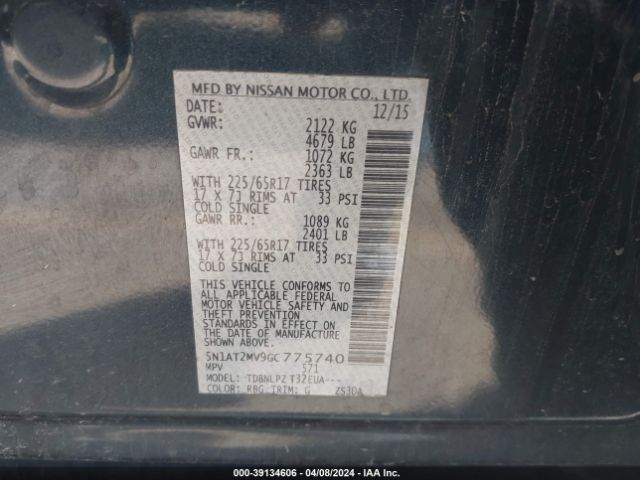 MFD BY NISSAN MOTOR CO., LTD.
DATE: 12/15
GVWR: 2122 KG
4679 LB
GAWR FR.: 1072 KG
2363 LB
WITH 225/65R17 TIRES
17 X 7J RIMS AT 33 PSI
COLD SINGLE
GAWR RR.: 1089 KG
2401 LB
WITH 225/65R17 TIRES
17 X 7J RIMS AT 33 PSI
COLD SINGLE
THIS VEHICLE CONFORMS TO
ALL APPLICABLE FEDERAL
MOTOR VEHICLE SAFETY AND
THEFT PREVENTION
STANDARDS IN EFFECT ON
THE DATE OF MANUFACTURE
SHOWN ABOVE.
5N1AT2MV9GC775740
MPV 571
MODEL: TDBNLPZ T32EUA---
COLOR: RBG TRIM: G
000-39134606 - 04/08/2024 - IAA Inc.